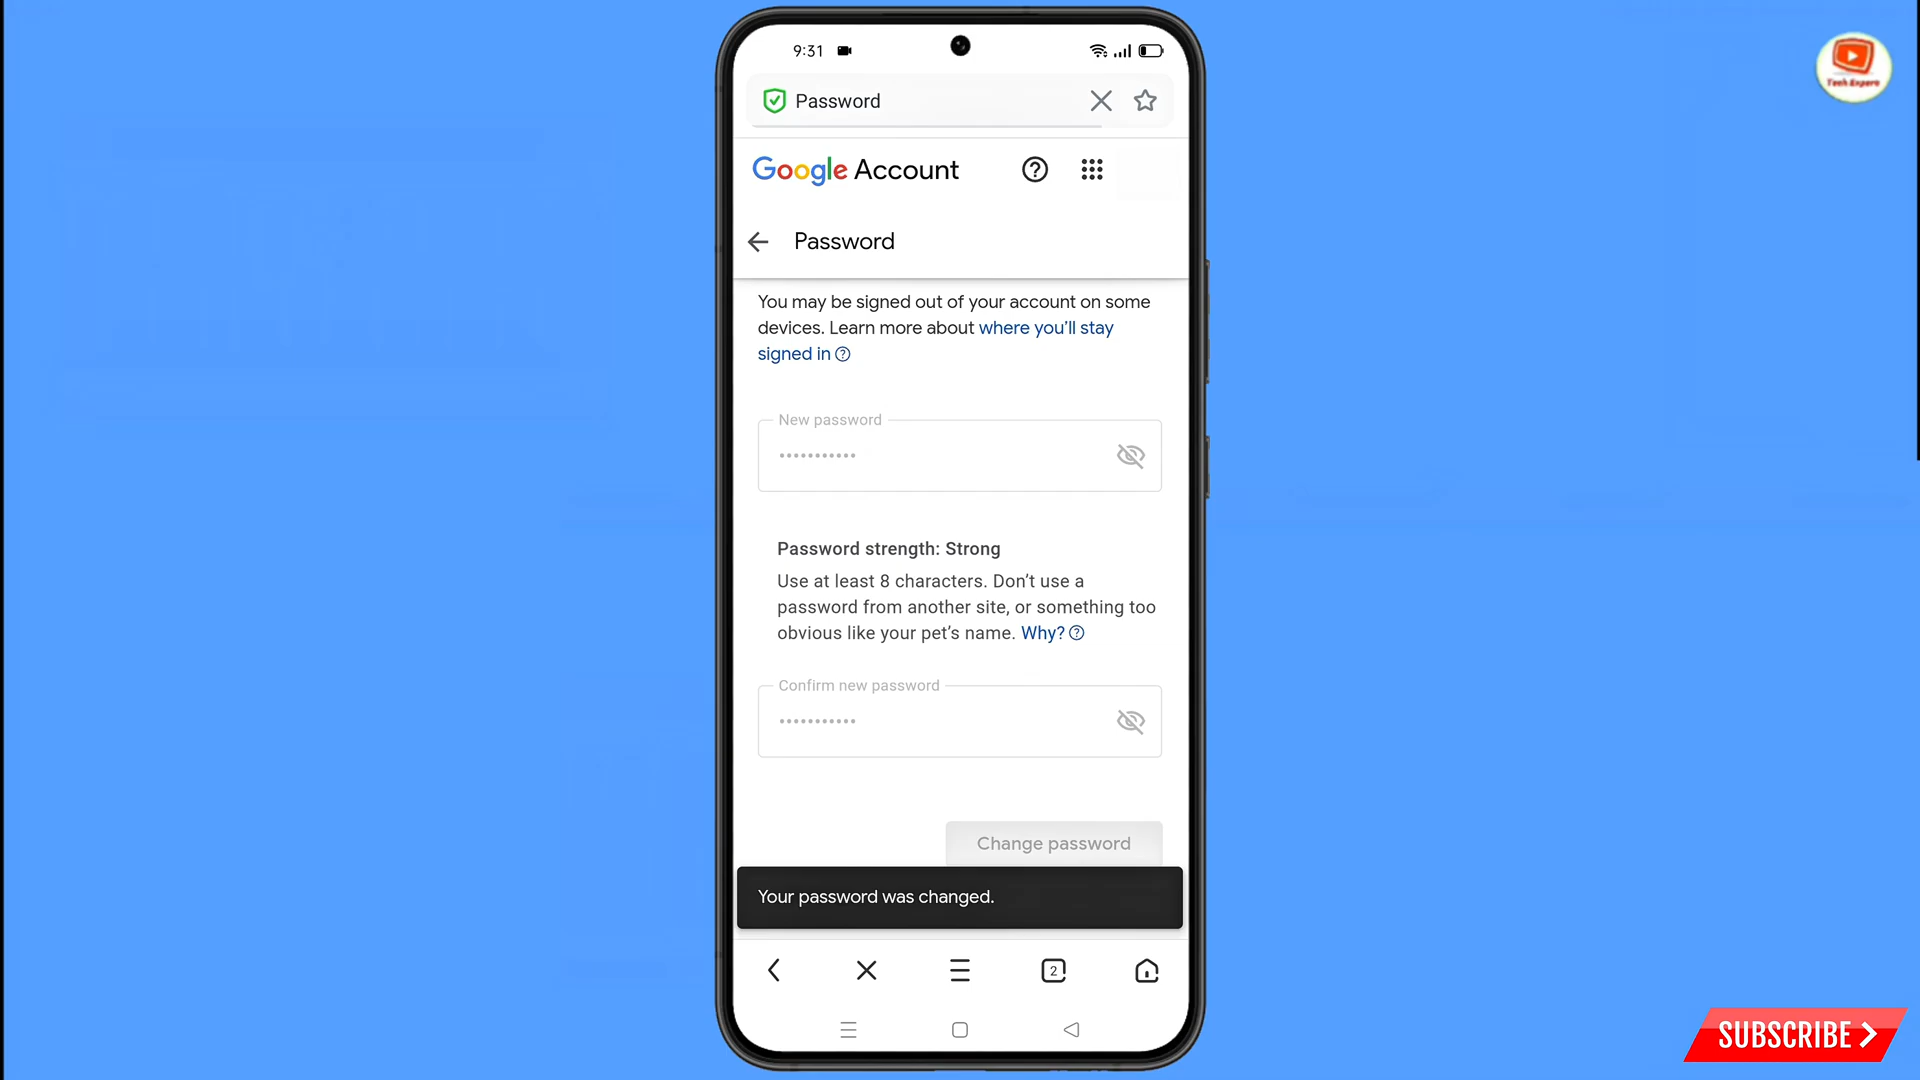 9:31
Tech Expere
Password
Google Account
Password
You may be signed out of your account on some
devices. Learn more about where you'll stay
signed in
New password
•••••••••••
Password strength: Strong
Use at least 8 characters. Don't use a
password from another site, or something too
obvious like your pet's name. Why?
Confirm new password
•••••••••••
Change password
Your password was changed.
2
SUBSCRIBE